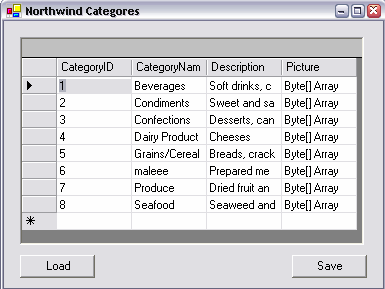 Northwind Categores
CategoryID CategoryNam Description Picture
1 Beverages Soft drinks, c Byte[] Array
2 Condiments Sweet and sa Byte[] Array
3 Confections Desserts, can Byte[] Array
4 Dairy Product Cheeses Byte[] Array
5 Grains/Cereal Breads, crack Byte[] Array
6 maleee Prepared me Byte[] Array
7 Produce Dried fruit an Byte[] Array
8 Seafood Seaweed and Byte[] Array
Load Save